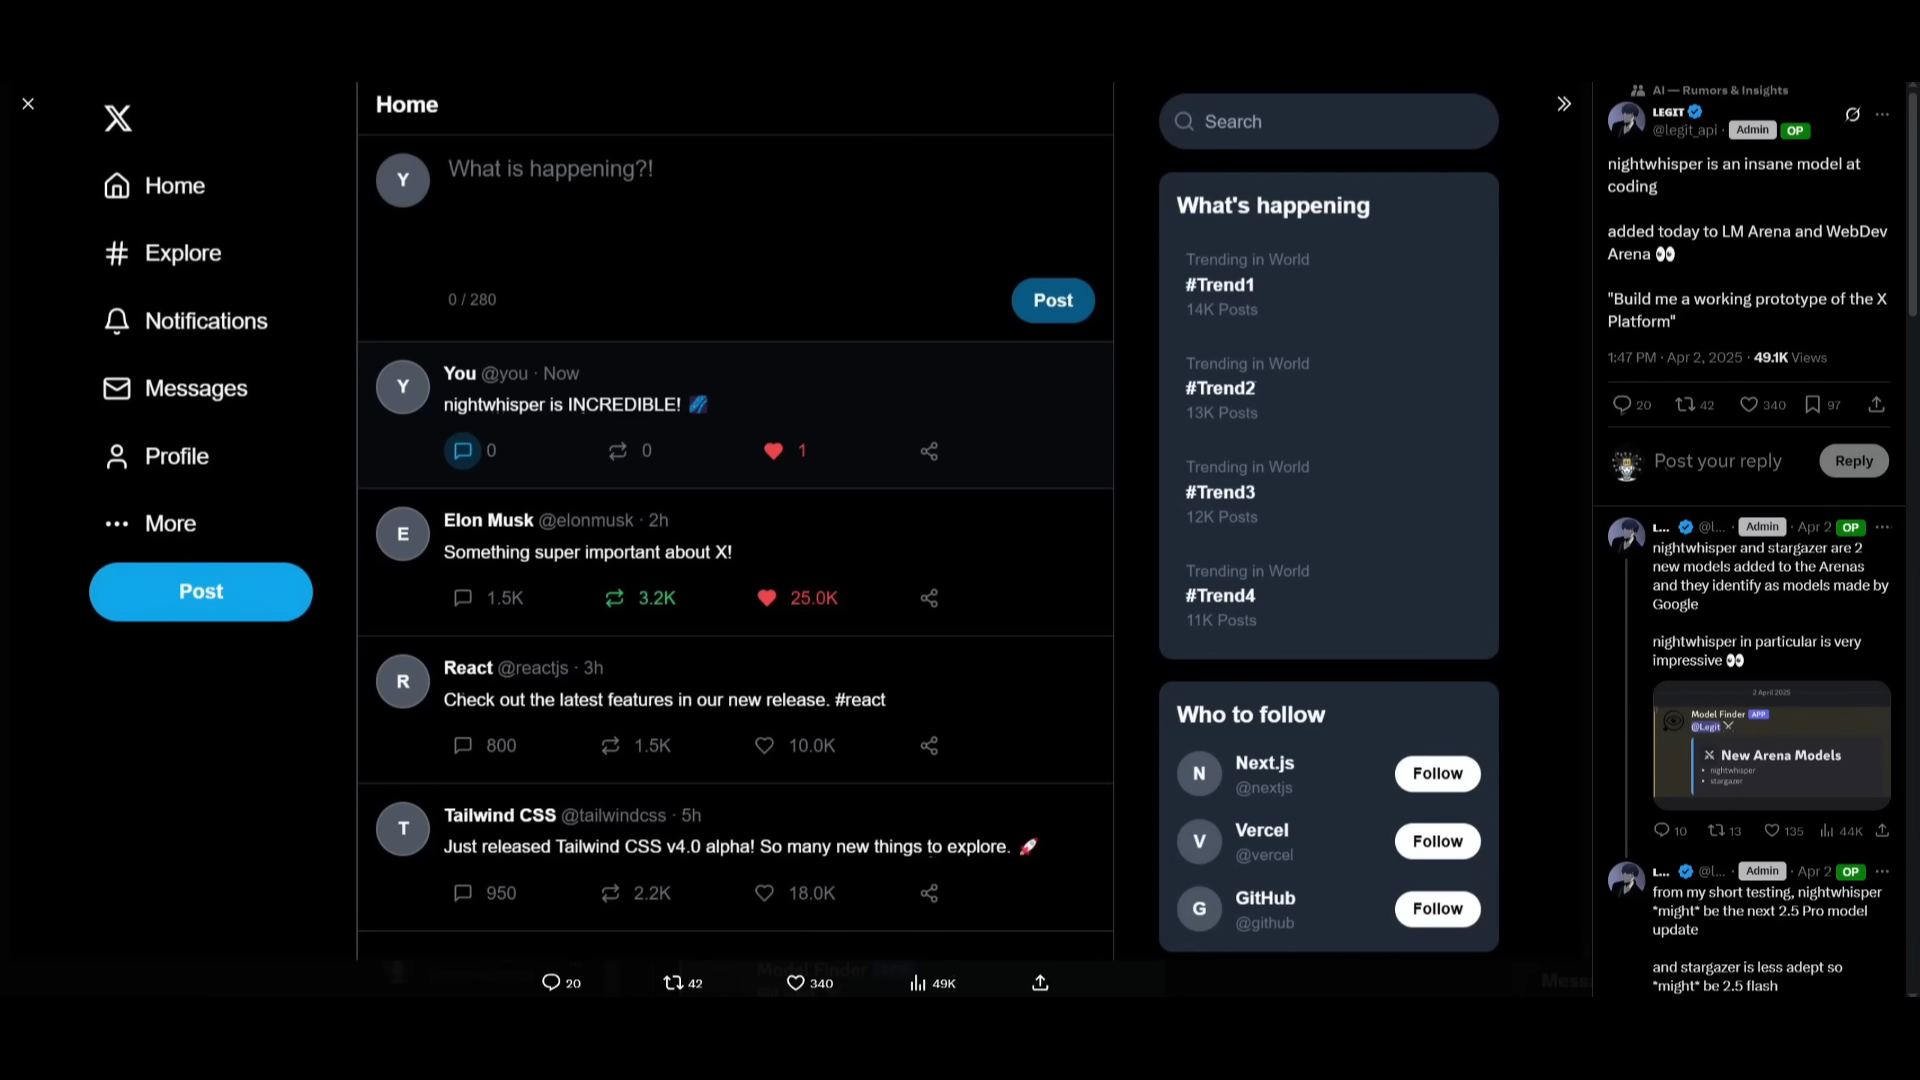 Home
Explore
Notifications
Messages
Profile
More
Post
Home
Y
What is happening?!
0 / 280
Post
Y
You @you · Now
nightwhisper is INCREDIBLE! 🌌
0 0 1
E
Elon Musk @elonmusk · 2h
Something super important about X!
1.5K 3.2K 25.0K
R
React @reactjs · 3h
Check out the latest features in our new release. #react
800 1.5K 10.0K
T
Tailwind CSS @tailwindcss · 5h
Just released Tailwind CSS v4.0 alpha! So many new things to explore. 🚀
950 2.2K 18.0K
20 42 340 49K
Search
What's happening
Trending in World
#Trend1
14K Posts
Trending in World
#Trend2
13K Posts
Trending in World
#Trend3
12K Posts
Trending in World
#Trend4
11K Posts
Who to follow
N
Next.js
@nextjs
Follow
V
Vercel
@vercel
Follow
G
GitHub
@github
Follow
AI — Rumors & Insights
LEGIT
@legit_api · Admin OP
nightwhisper is an insane model at
coding
added today to LM Arena and WebDev
Arena 👀
"Build me a working prototype of the X
Platform"
1:47 PM · Apr 2, 2025 · 49.1K Views
20 42 340 97
Post your reply
Reply
L... @l... · Admin · Apr 2 OP
nightwhisper and stargazer are 2
new models added to the Arenas
and they identify as models made by
Google
nightwhisper in particular is very
impressive 👀
2 April 2025
Model Finder APP
@Legit
New Arena Models
• nightwhisper
• stargazer
10 13 135 44K
L... @l... · Admin · Apr 2 OP
from my short testing, nightwhisper
*might* be the next 2.5 Pro model
update
and stargazer is less adept so
*might* be 2.5 flash
Model Finder
Mess